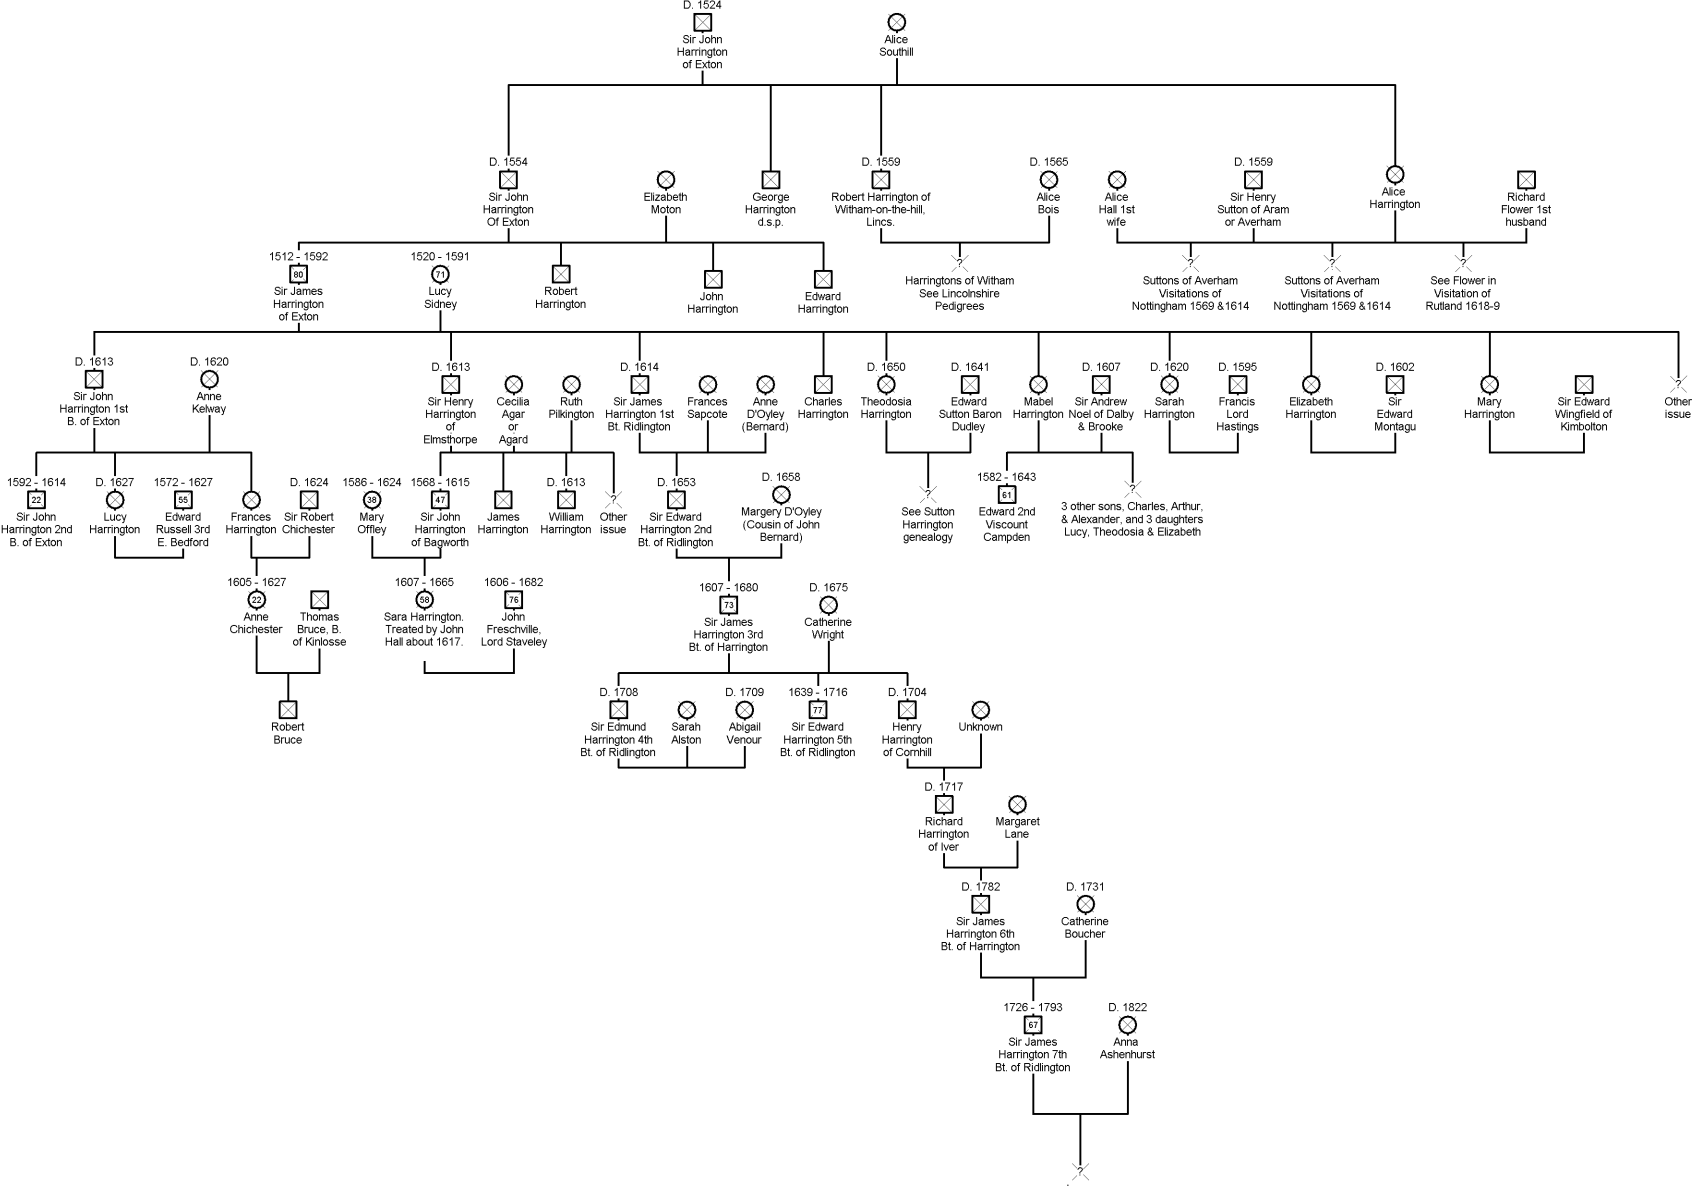 D. 1524
Sir John
Harrington
of Exton
Alice
Southill
D. 1554
Sir John
Harrington
Of Exton
Elizabeth
Moton
George
Harrington
d.s.p.
D. 1559
Robert Harrington of
Witham-on-the-hill,
Lincs.
D. 1565
Alice
Bois
Alice
Hall 1st
wife
D. 1559
Sir Henry
Sutton of Aram
or Averham
Alice
Harrington
Richard
Flower 1st
husband
1512 - 1592
80
Sir James
Harrington
of Exton
1520 - 1591
71
Lucy
Sidney
Robert
Harrington
John
Harrington
Edward
Harrington
?
Harringtons of Witham
See Lincolnshire
Pedigrees
?
Suttons of Averham
Visitations of
Nottingham 1569 &1614
?
Suttons of Averham
Visitations of
Nottingham 1569 &1614
?
See Flower in
Visitation of
Rutland 1618-9
D. 1613
Sir John
Harrington 1st
B. of Exton
D. 1620
Anne
Kelway
D. 1613
Sir Henry
Harrington
of
Elmsthorpe
Cecilia
Agar
or
Agard
Ruth
Pilkington
D. 1614
Sir James
Harrington 1st
Bt. Ridlington
Frances
Sapcote
Anne
D'Oyley
(Bernard)
Charles
Harrington
D. 1650
Theodosia
Harrington
D. 1641
Edward
Sutton Baron
Dudley
Mabel
Harrington
D. 1607
Sir Andrew
Noel of Dalby
& Brooke
D. 1620
Sarah
Harrington
D. 1595
Francis
Lord
Hastings
Elizabeth
Harrington
D. 1602
Sir
Edward
Montagu
Mary
Harrington
Sir Edward
Wingfield of
Kimbolton
?
Other
issue
1592 - 1614
22
Sir John
Harrington 2nd
B. of Exton
D. 1627
Lucy
Harrington
1572 - 1627
55
Edward
Russell 3rd
E. Bedford
Frances
Harrington
D. 1624
Sir Robert
Chichester
1586 - 1624
38
Mary
Offley
1568 - 1615
47
Sir John
Harrington
of Bagworth
James
Harrington
D. 1613
William
Harrington
?
Other
issue
D. 1653
Sir Edward
Harrington 2nd
Bt. of Ridlington
D. 1658
Margery D'Oyley
(Cousin of John
Bernard)
?
See Sutton
Harrington
genealogy
1582 - 1643
61
Edward 2nd
Viscount
Campden
?
3 other sons, Charles, Arthur,
& Alexander, and 3 daughters
Lucy, Theodosia & Elizabeth
1605 - 1627
22
Anne
Chichester
Thomas
Bruce, B.
of Kinlosse
1607 - 1665
58
Sara Harrington.
Treated by John
Hall about 1617.
1606 - 1682
76
John
Freschville,
Lord Staveley
1607 - 1680
73
Sir James
Harrington 3rd
Bt. of Harrington
D. 1675
Catherine
Wright
Robert
Bruce
D. 1708
Sir Edmund
Harrington 4th
Bt. of Ridlington
Sarah
Alston
D. 1709
Abigail
Venour
1639 - 1716
77
Sir Edward
Harrington 5th
Bt. of Ridlington
D. 1704
Henry
Harrington
of Cornhill
Unknown
D. 1717
Richard
Harrington
of Iver
Margaret
Lane
D. 1782
Sir James
Harrington 6th
Bt. of Harrington
D. 1731
Catherine
Boucher
1726 - 1793
67
Sir James
Harrington 7th
Bt. of Ridlington
D. 1822
Anna
Ashenhurst
?